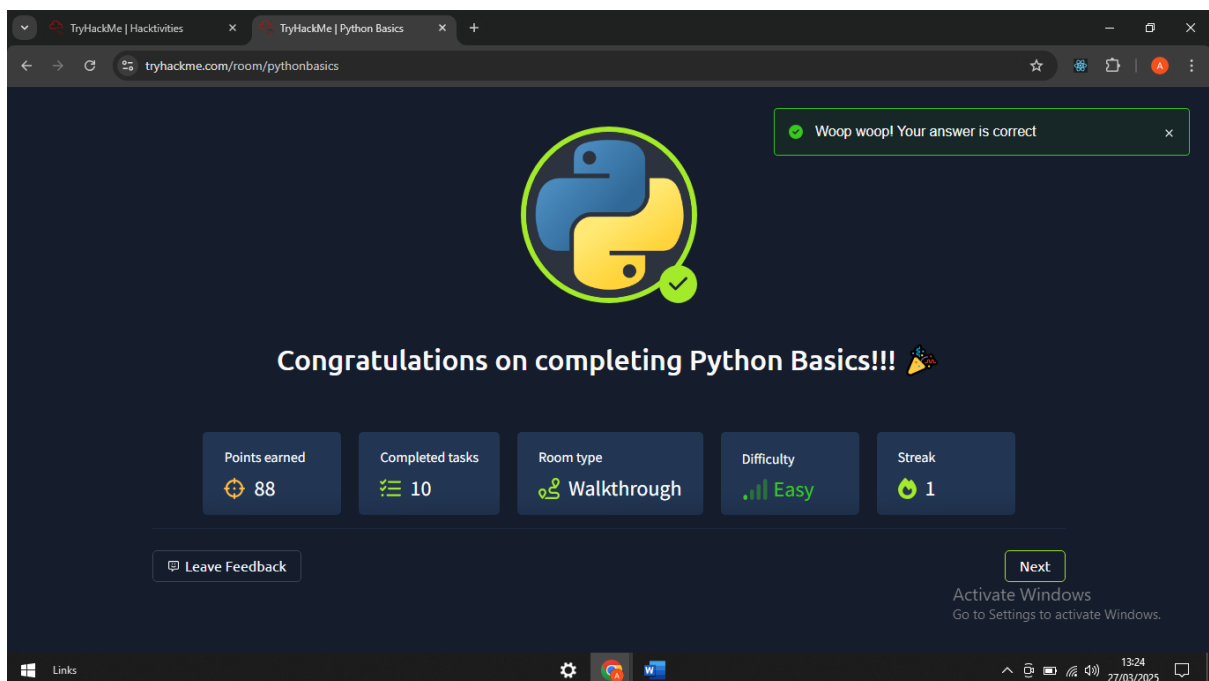 TryHackMe | Hacktivities
TryHackMe | Python Basics
tryhackme.com/room/pythonbasics
A
Woop woop! Your answer is correct
Congratulations on completing Python Basics!!!
Points earned
88
Completed tasks
10
Room type
Walkthrough
Difficulty
Easy
Streak
1
Leave Feedback
Next
Activate Windows
Go to Settings to activate Windows.
Links
13:24
27/03/2025